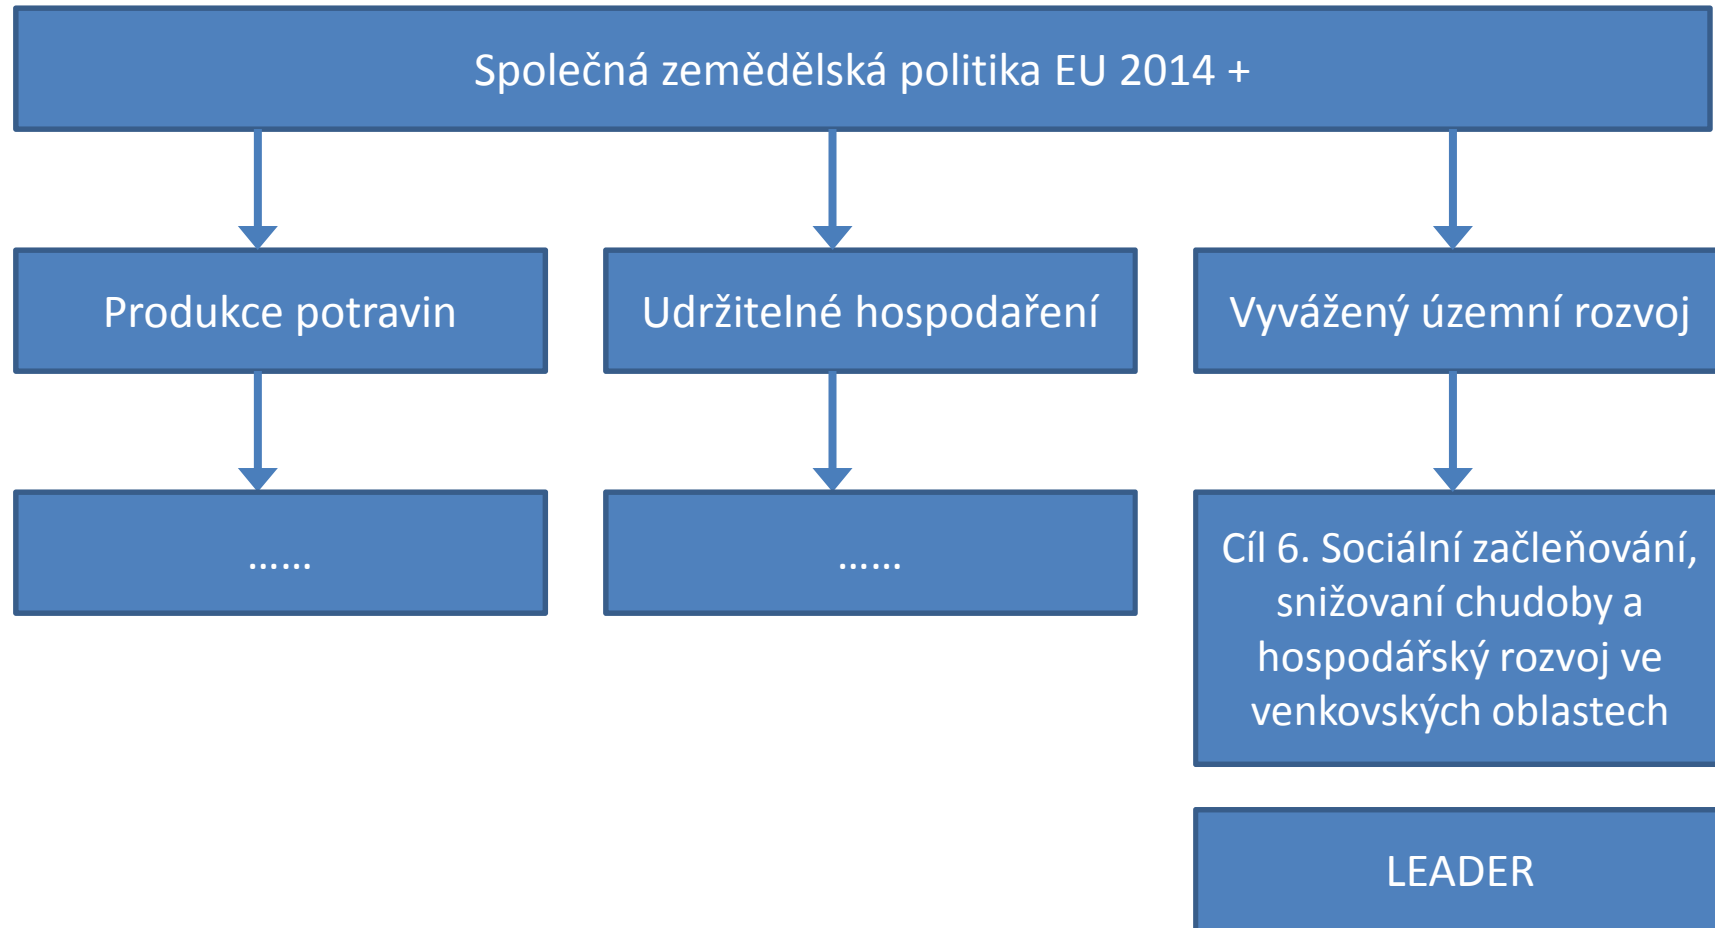 Společná zemědělská politika EU 2014 +
Produkce potravin
Udržitelné hospodaření
Vyvážený územní rozvoj
......
......
Cíl 6. Sociální začleňování,
snižovaní chudoby a
hospodářský rozvoj ve
venkovských oblastech
LEADER